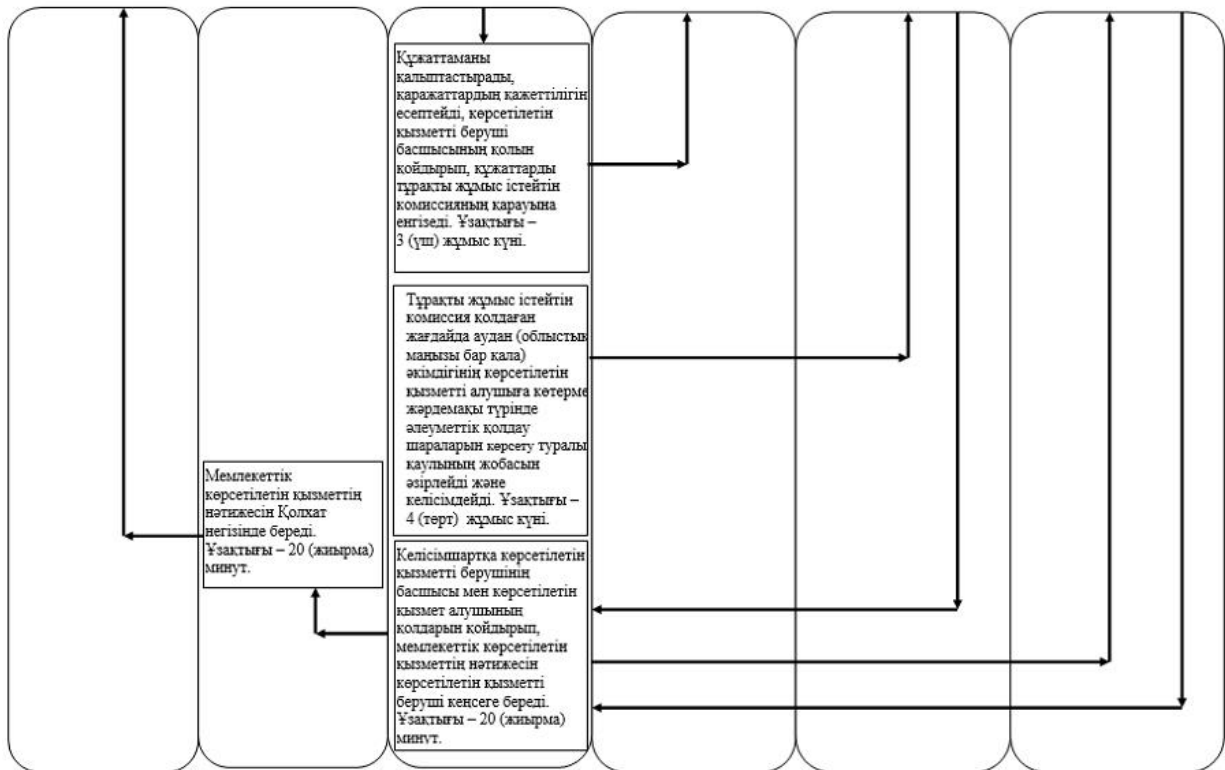 Құжаттаманы
қалыптастырады,
қаражаттардың қажеттілігін
есептейді, көрсетілетін
қызметті беруші
басшысының қолын
қойдырып, құжаттарды
тұрақты жұмыс істейтін
комиссияның қарауына
енгізеді. Ұзақтығы –
3 (үш) жұмыс күні.
Тұрақты жұмыс істейтін
комиссия қолдаған
жағдайда аудан (облыстық
маңызы бар қала)
әкімдігінің көрсетілетін
қызметті алушыға көтерме
жәрдемақы түрінде
әлеуметтік қолдау
шараларын көрсету туралы
қаулының жобасын
әзірлейді және
келісімдейді. Ұзақтығы –
4 (төрт) жұмыс күні.
Мемлекеттік
көрсетілетін қызметтің
нәтижесін Қолхат
негізінде береді.
Ұзақтығы – 20 (жиырма)
минут.
Келісімшартқа көрсетілетін
қызметті берушінің
басшысы мен көрсетілетін
қызмет алушының
қолдарын қойдырып,
мемлекеттік көрсетілетін
қызметтің нәтижесін
көрсетілетін қызметті
беруші кеңсеге береді.
Ұзақтығы – 20 (жиырма)
минут.